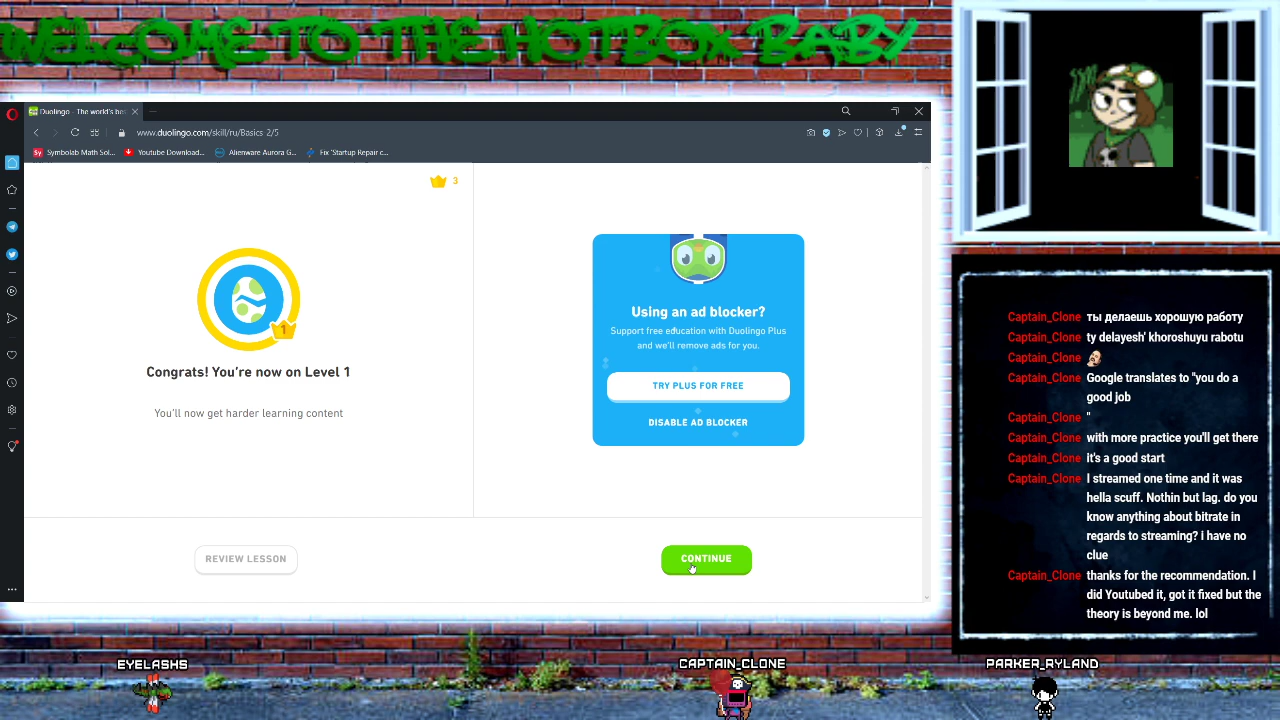 WELCOME TO THE HOTBOX BABY
Duolingo - The world's be
www.duolingo.com/skill/ru/Basics-2/5
Sy Symbolab Math Sol...
Youtube Download...
Alienware Aurora G...
Fix 'Startup Repair c...
3
1
Congrats! You're now on Level 1
You'll now get harder learning content
Using an ad blocker?
Support free education with Duolingo Plus
and we'll remove ads for you.
TRY PLUS FOR FREE
DISABLE AD BLOCKER
REVIEW LESSON
CONTINUE
Captain_Clone ты делаешь хорошую работу
Captain_Clone ty delayesh' khoroshuyu rabotu
Captain_Clone
Captain_Clone Google translates to "you do a
good job
Captain_Clone "
Captain_Clone with more practice you'll get there
Captain_Clone it's a good start
Captain_Clone I streamed one time and it was
hella scuff. Nothin but lag. do you
know anything about bitrate in
regards to streaming? i have no
clue
Captain_Clone thanks for the recommendation. I
did Youtubed it, got it fixed but the
theory is beyond me. lol
EYELASHS
CAPTAIN_CLONE
PARKER_RYLAND